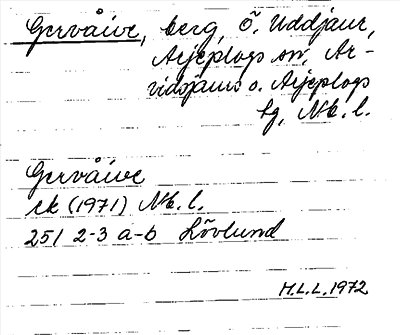 Gervåive, berg, Ö. Uddjaur,
Arjeplogs sn, Ar-
vidsjaurs o. Arjeplogs
tg, Nb. l.
Gervåive
ek (1971) Nb. l.
251 2-3 a-b Lövlund
H.L.L. 1972